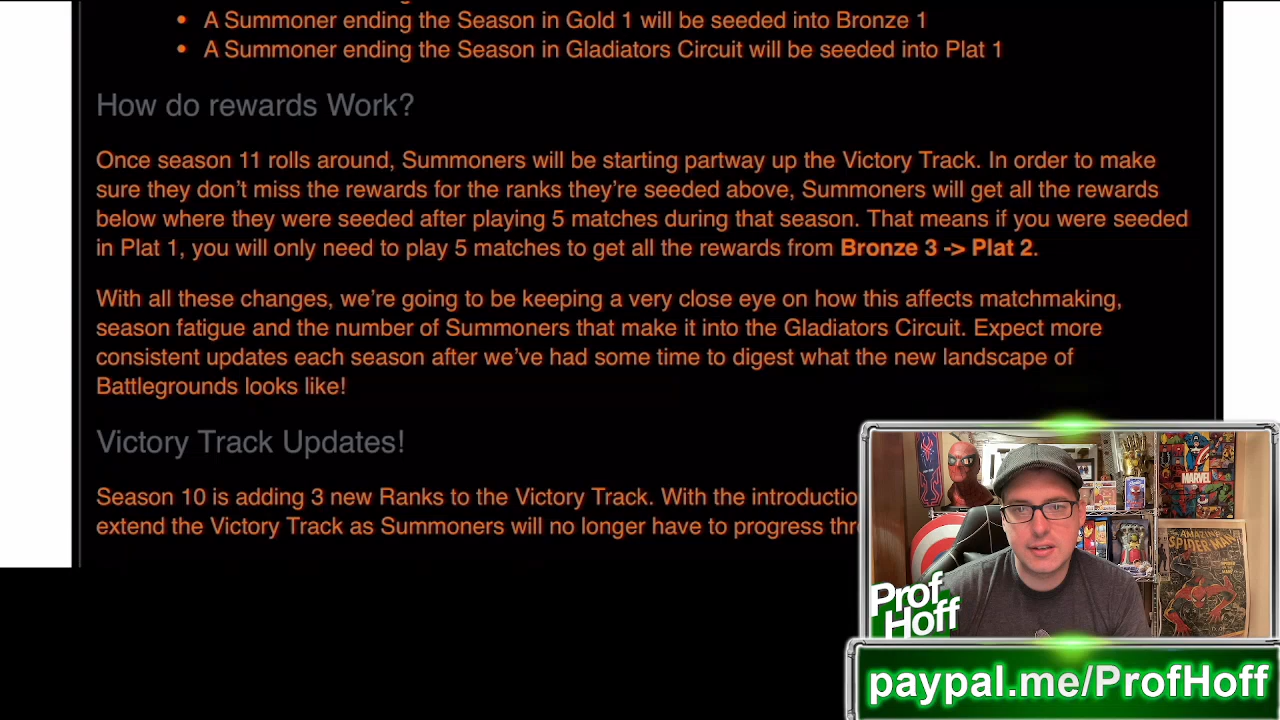 A Summoner ending the Season in Gold 1 will be seeded into Bronze 1
A Summoner ending the Season in Gladiators Circuit will be seeded into Plat 1
How do rewards Work?
Once season 11 rolls around, Summoners will be starting partway up the Victory Track. In order to make
sure they don't miss the rewards for the ranks they're seeded above, Summoners will get all the rewards
below where they were seeded after playing 5 matches during that season. That means if you were seeded
in Plat 1, you will only need to play 5 matches to get all the rewards from Bronze 3 -> Plat 2.
With all these changes, we're going to be keeping a very close eye on how this affects matchmaking,
season fatigue and the number of Summoners that make it into the Gladiators Circuit. Expect more
consistent updates each season after we've had some time to digest what the new landscape of
Battlegrounds looks like!
Victory Track Updates!
Season 10 is adding 3 new Ranks to the Victory Track. With the introductio
extend the Victory Track as Summoners will no longer have to progress thr
MARVEL
AMAZING
SPIDER-MAN
Prof
Hoff
paypal.me/ProfHoff